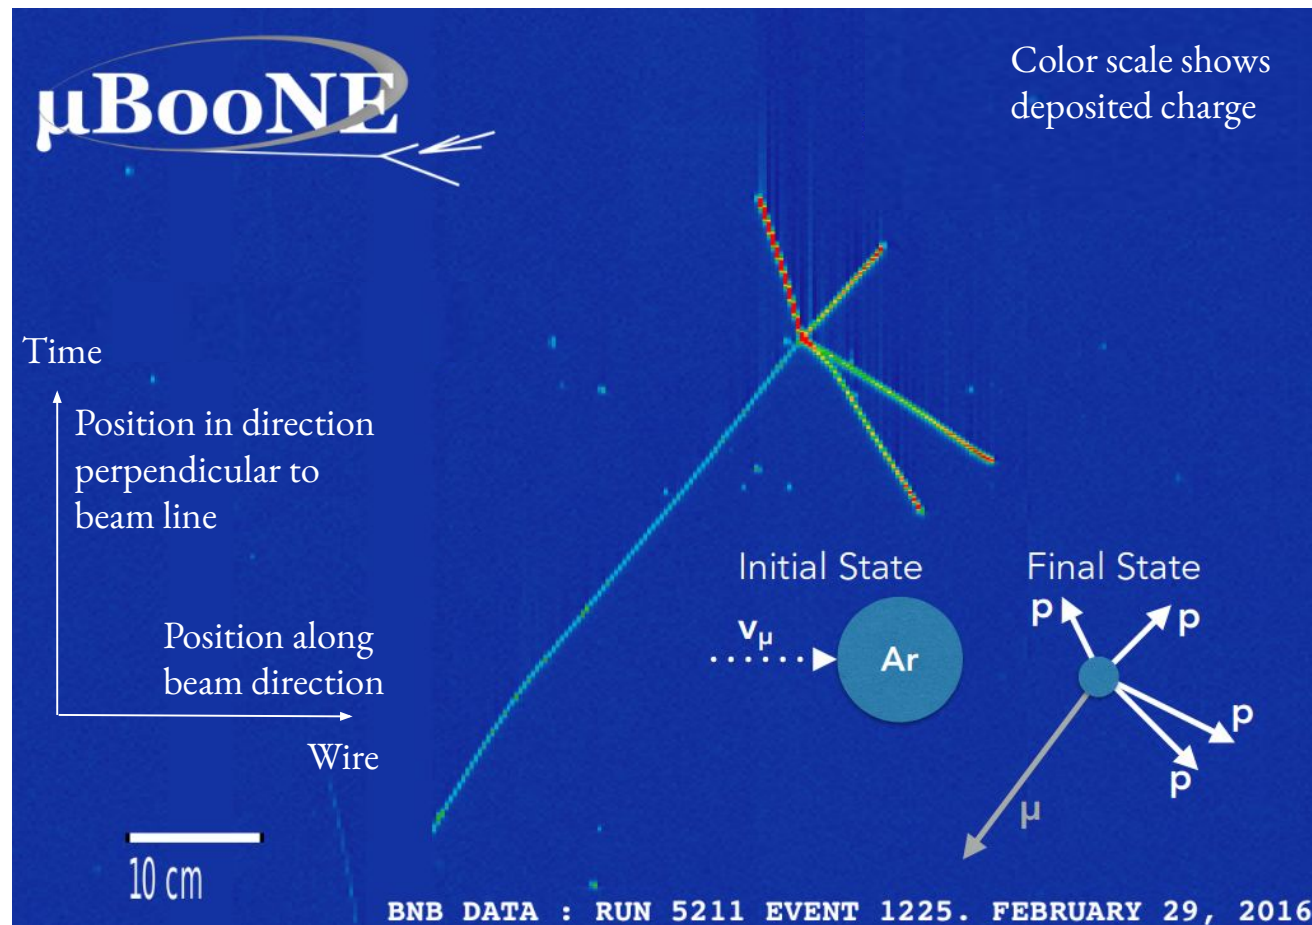 µBooNE
Color scale shows
deposited charge
Time
Position in direction
perpendicular to
beam line
Position along
beam direction
Wire
10 cm
Initial State
νμ
Ar
Final State
p
p
p
p
μ
BNB DATA : RUN 5211 EVENT 1225. FEBRUARY 29, 2016